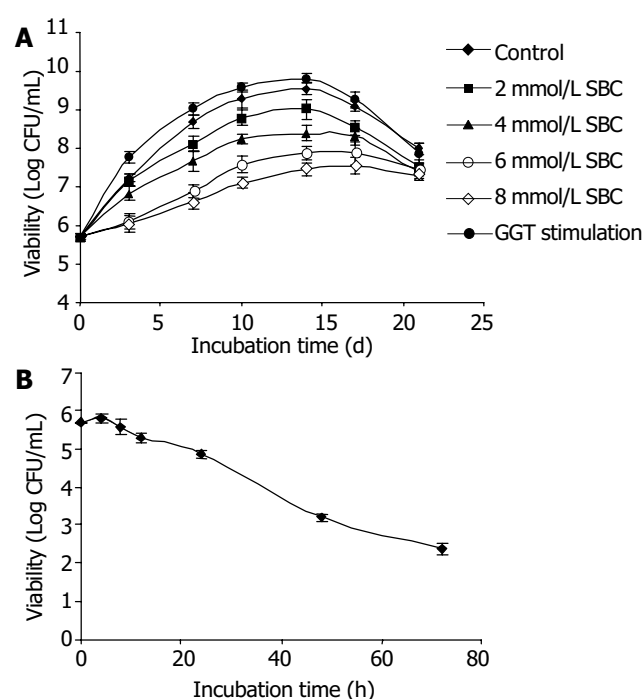 A
11
10
9
8
7
6
5
4
Viability (Log CFU/mL)
0 5 10 15 20 25
Incubation time (d)
Control
2 mmol/L SBC
4 mmol/L SBC
6 mmol/L SBC
8 mmol/L SBC
GGT stimulation
B
7
6
5
4
3
2
1
0
Viability (Log CFU/mL)
0 20 40 60 80
Incubation time (h)